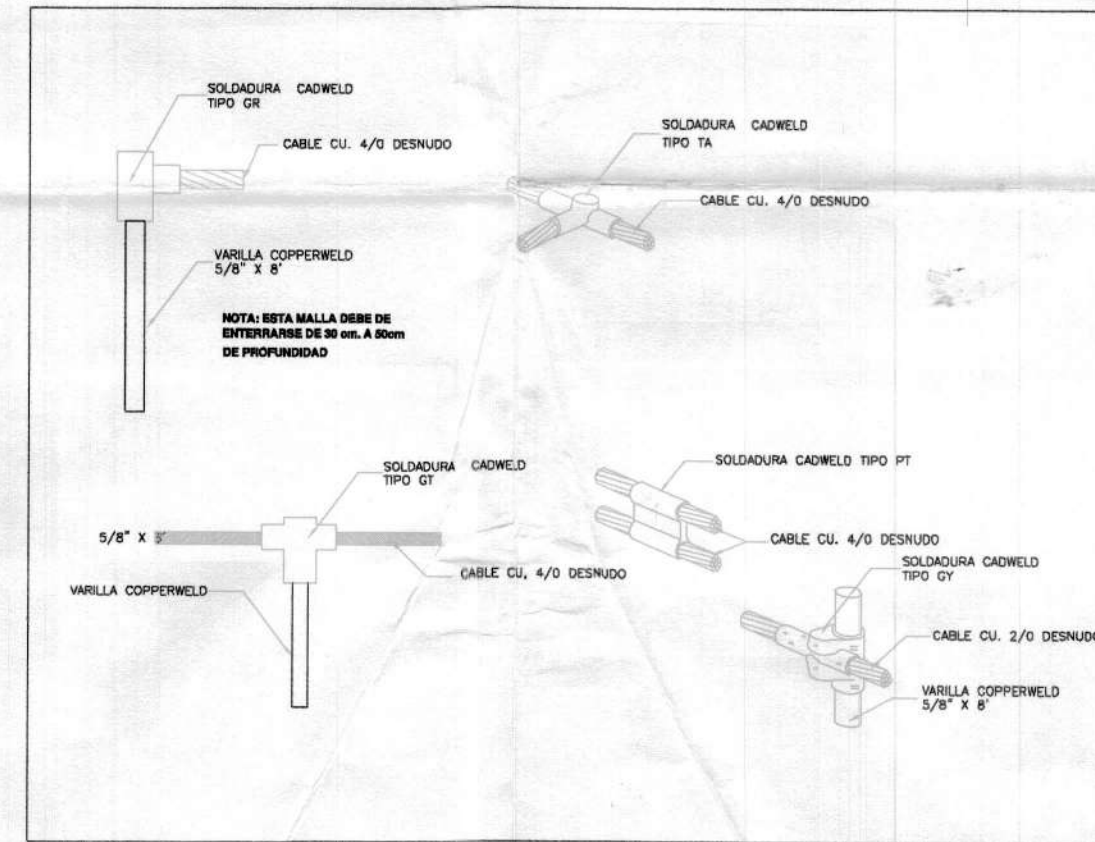 SOLDADURA CADWELD
TIPO GR
CABLE CU. 4/0 DESNUDO
VARILLA COPPERWELD
5/8" X 8'
NOTA: ESTA MALLA DEBE DE
ENTERRARSE DE 30 cm. A 50cm
DE PROFUNDIDAD
SOLDADURA CADWELD
TIPO TA
CABLE CU. 4/0 DESNUDO
SOLDADURA CADWELD
TIPO GT
5/8" X
CABLE CU. 4/0 DESNUDO
VARILLA COPPERWELD
SOLDADURA CADWELD TIPO PT
CABLE CU. 4/0 DESNUDO
SOLDADURA CADWELD
TIPO GY
CABLE CU. 2/0 DESNUDO
VARILLA COPPERWELD
5/8" X 8'